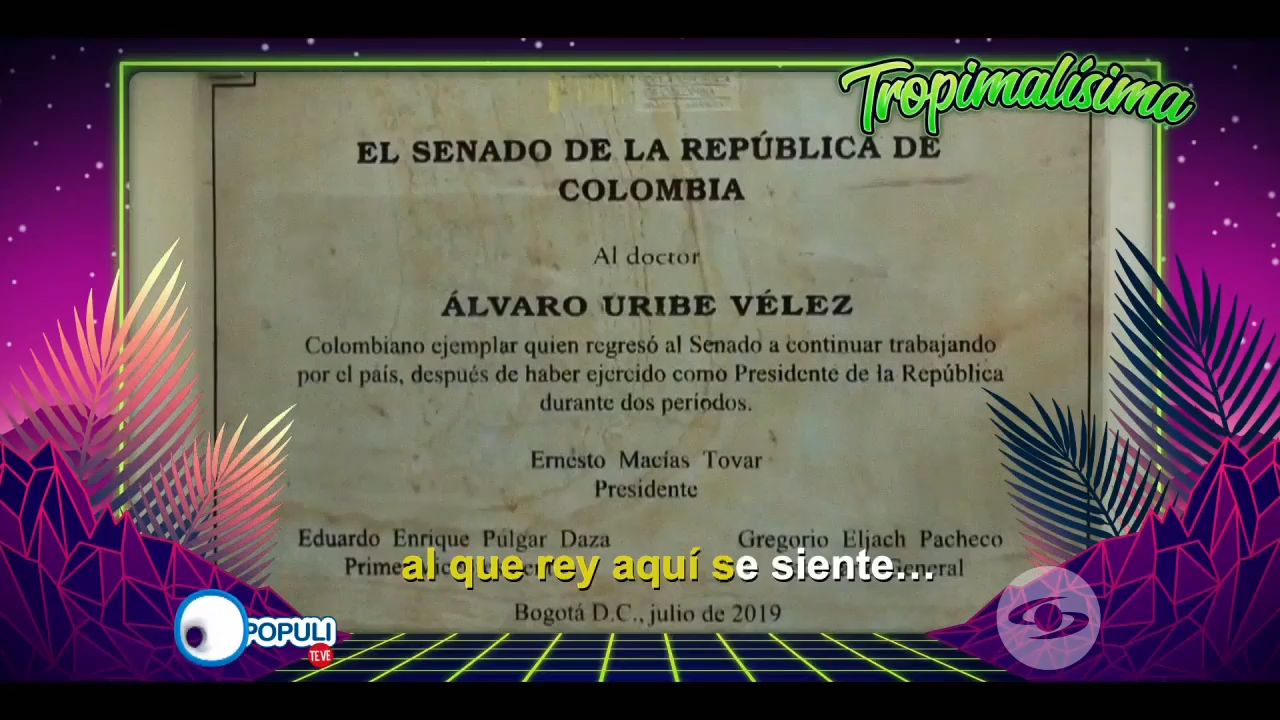 Tropimalísima
EL SENADO DE LA REPÚBLICA DE
COLOMBIA
Al doctor
ÁLVARO URIBE VÉLEZ
Colombiano ejemplar quien regresó al Senado a continuar trabajando
por el país, después de haber ejercido como Presidente de la República
durante dos períodos.
Ernesto Macías Tovar
Presidente
Eduardo Enrique Púlgar Daza
Gregorio Eljach Pacheco
Prime
General
al que rey aquí se siente...
Bogotá D.C., julio de 2019
POPULI
TEVE